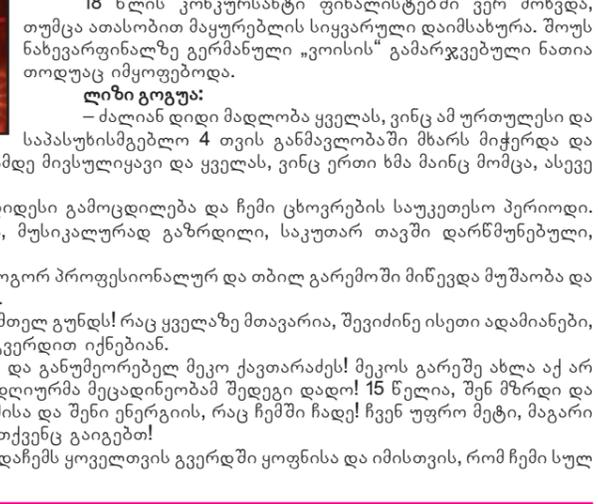 18 წლის კონკურსანტი ფინალისტებში ვერ მოხვდა,
თუმცა ათასობით მაყურებლის სიყვარული დაიმსახურა. შოუს
ნახევარფინალზე გერმანული „ვოისის“ გამარჯვებული ნათია
თოდუაც იმყოფებოდა.
ლიზი გოგუა:
– ძალიან დიდი მადლობა ყველას, ვინც ამ ურთულესი და
საპასუხისმგებლო 4 თვის განმავლობაში მხარს მიჭერდა და
მდე მივსულიყავი და ყველას, ვინც ერთი ხმა მაინც მომცა, ასევე
იდესი გამოცდილება და ჩემი ცხოვრების საუკეთესო პერიოდი.
, მუსიკალურად გაზრდილი, საკუთარ თავში დარწმუნებული,
ოგორ პროფესიონალურ და თბილ გარემოში მიწევდა მუშაობა და
.
მთელ გუნდს! რაც ყველაზე მთავარია, შევიძინე ისეთი ადამიანები,
ვერდით იქნებიან.
და განუმეორებელ მეკო ქავთარაძეს! მეკოს გარეშე ახლა აქ არ
დღიურმა მეცადინეობამ შედეგი დადო! 15 წელია, შენ მზრდი და
ისა და შენი ენერგიის, რაც ჩემში ჩადე! ჩვენ უფრო მეტი, მაგარი
თქვენც გაიგებთ!
დაჩემს ყოველთვის გვერდში ყოფნისა და იმისთვის, რომ ჩემი სულ